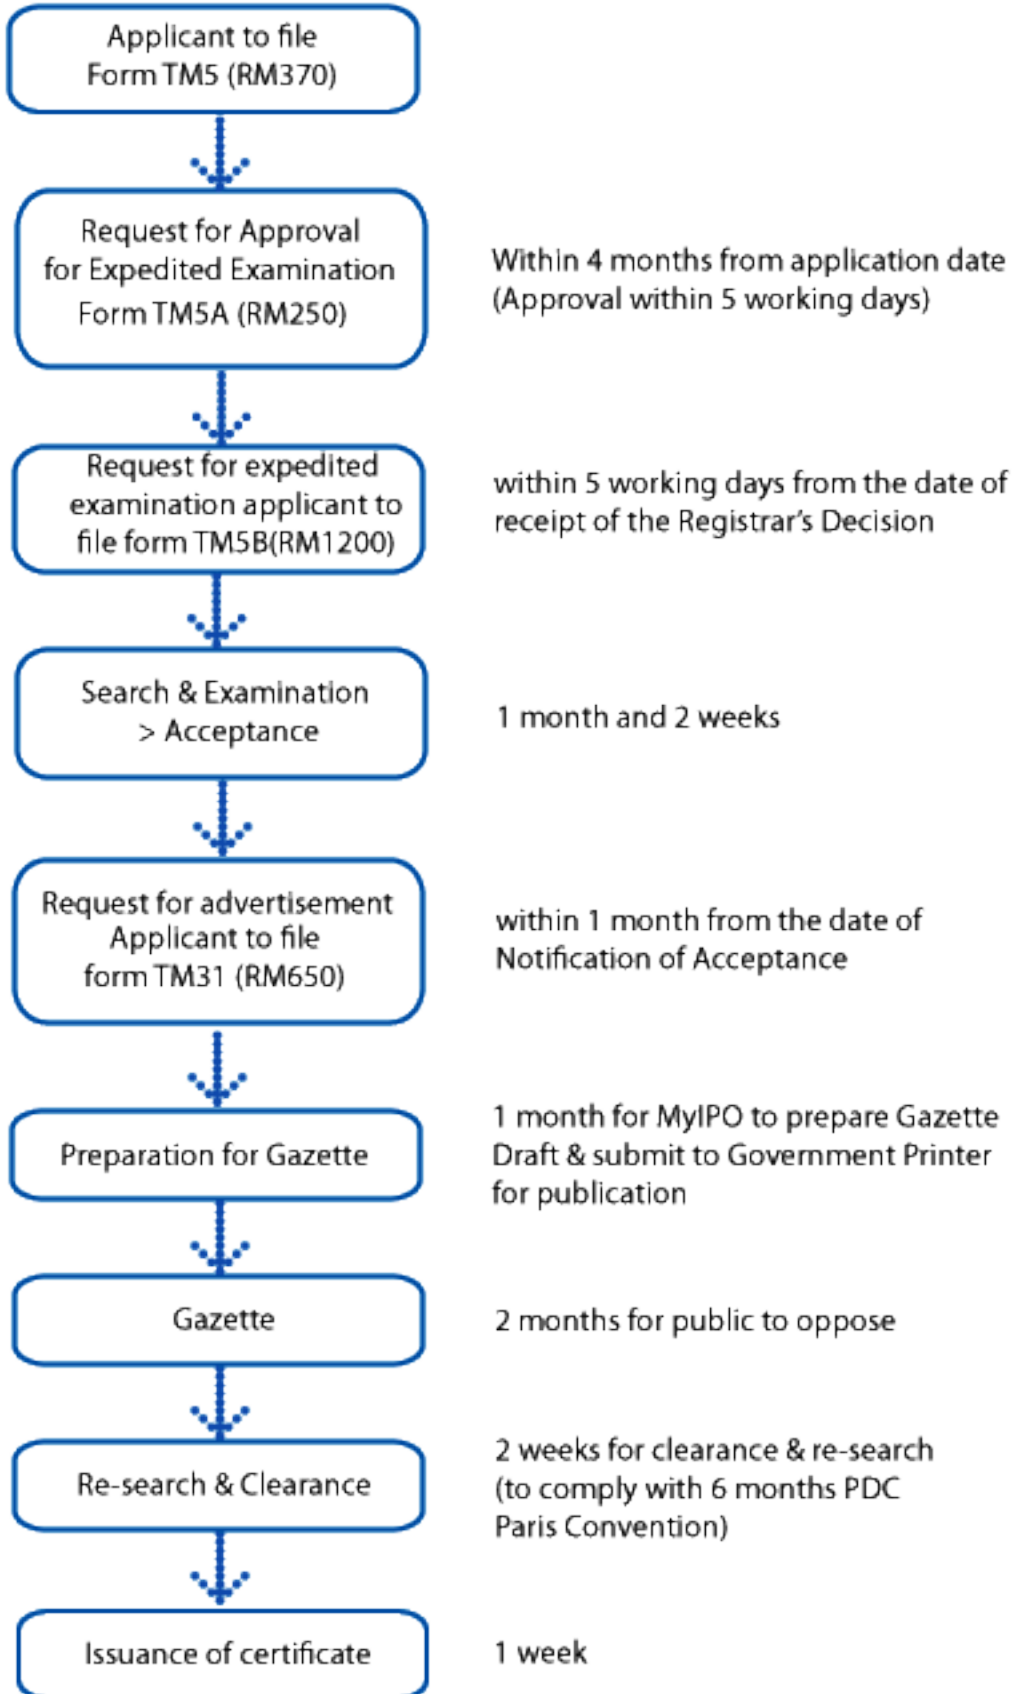 Applicant to file
Form TM5 (RM370)
Request for Approval
for Expedited Examination
Form TM5A (RM250)
Within 4 months from application date
(Approval within 5 working days)
Request for expedited
examination applicant to
file form TM5B(RM1200)
within 5 working days from the date of
receipt of the Registrar's Decision
Search & Examination
> Acceptance
1 month and 2 weeks
Request for advertisement
Applicant to file
form TM31 (RM650)
within 1 month from the date of
Notification of Acceptance
Preparation for Gazette
1 month for MyIPO to prepare Gazette
Draft & submit to Government Printer
for publication
Gazette
2 months for public to oppose
Re-search & Clearance
2 weeks for clearance & re-search
(to comply with 6 months PDC
Paris Convention)
Issuance of certificate
1 week